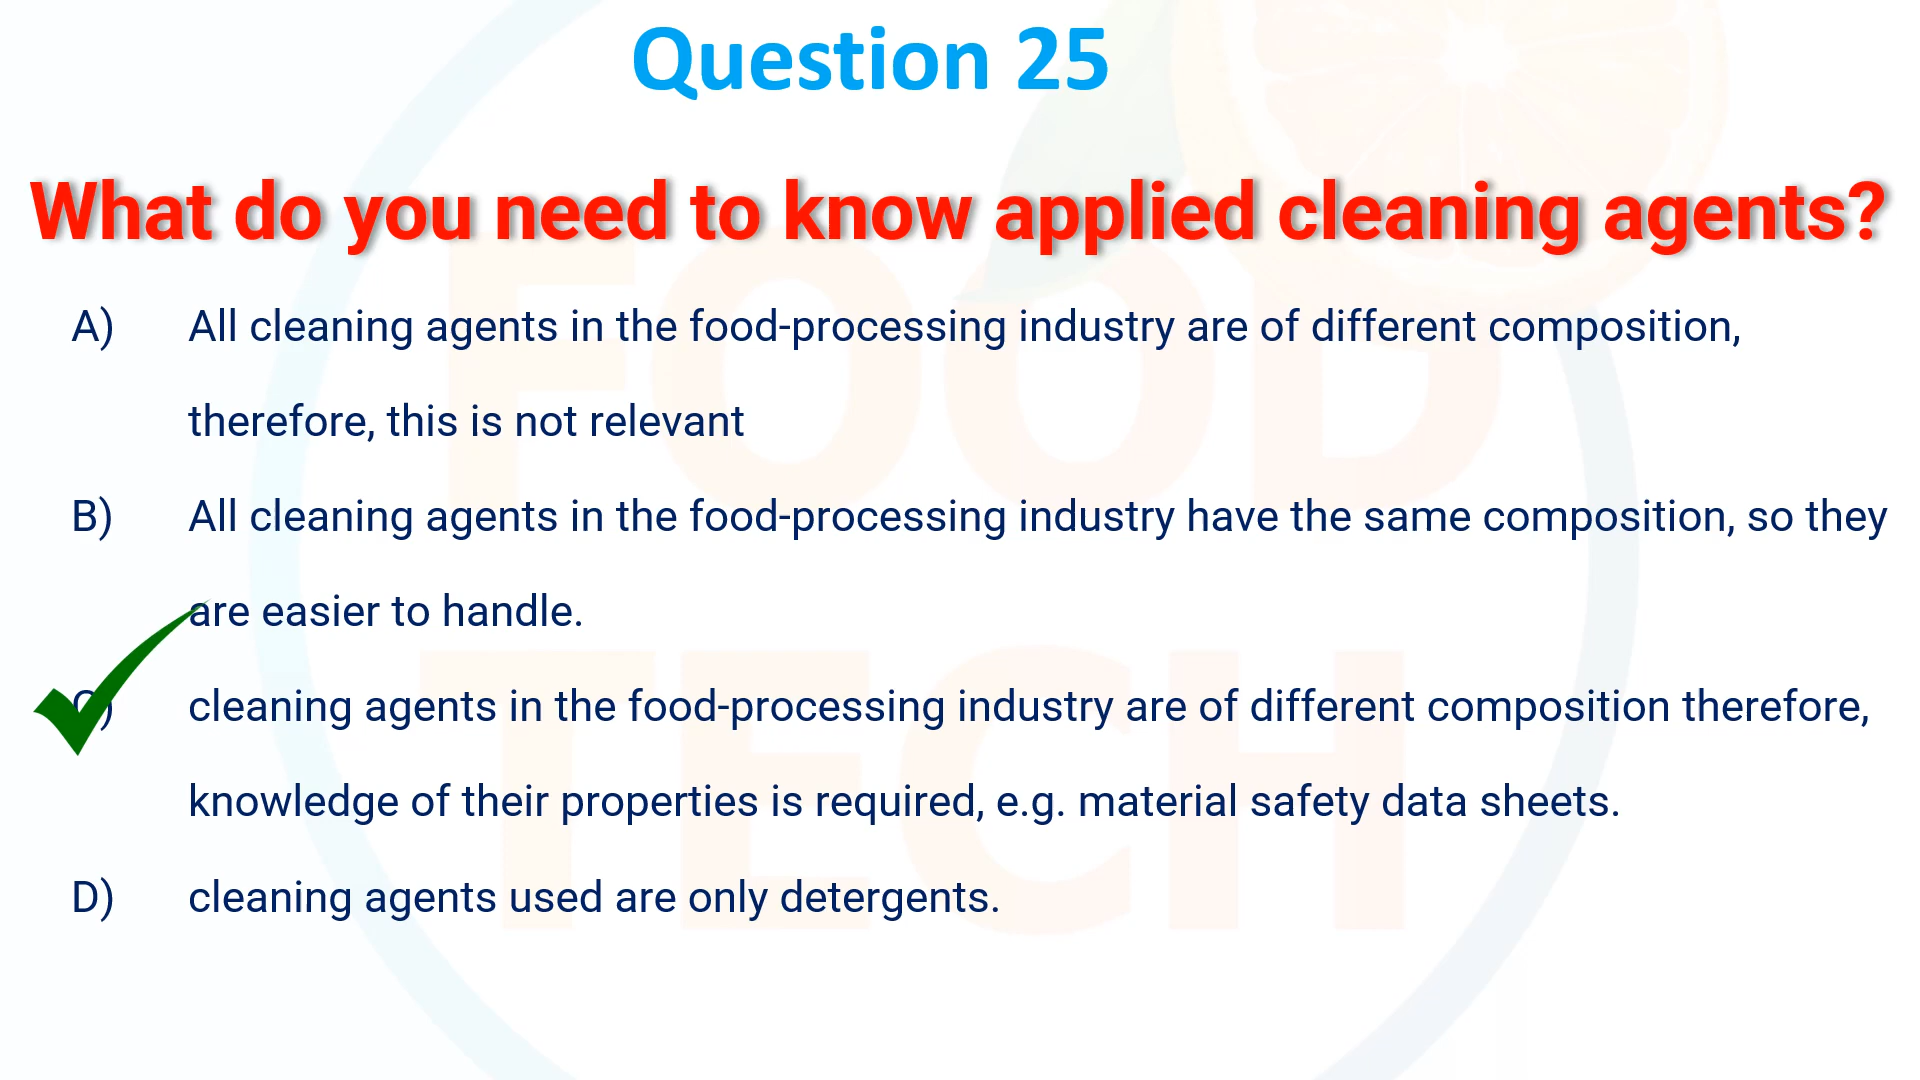 Question 25
What do you need to know applied cleaning agents?
A) All cleaning agents in the food-processing industry are of different composition,
therefore, this is not relevant
B) All cleaning agents in the food-processing industry have the same composition, so they
are easier to handle.
C) cleaning agents in the food-processing industry are of different composition therefore,
knowledge of their properties is required, e.g. material safety data sheets.
D) cleaning agents used are only detergents.
FOOD
TECH